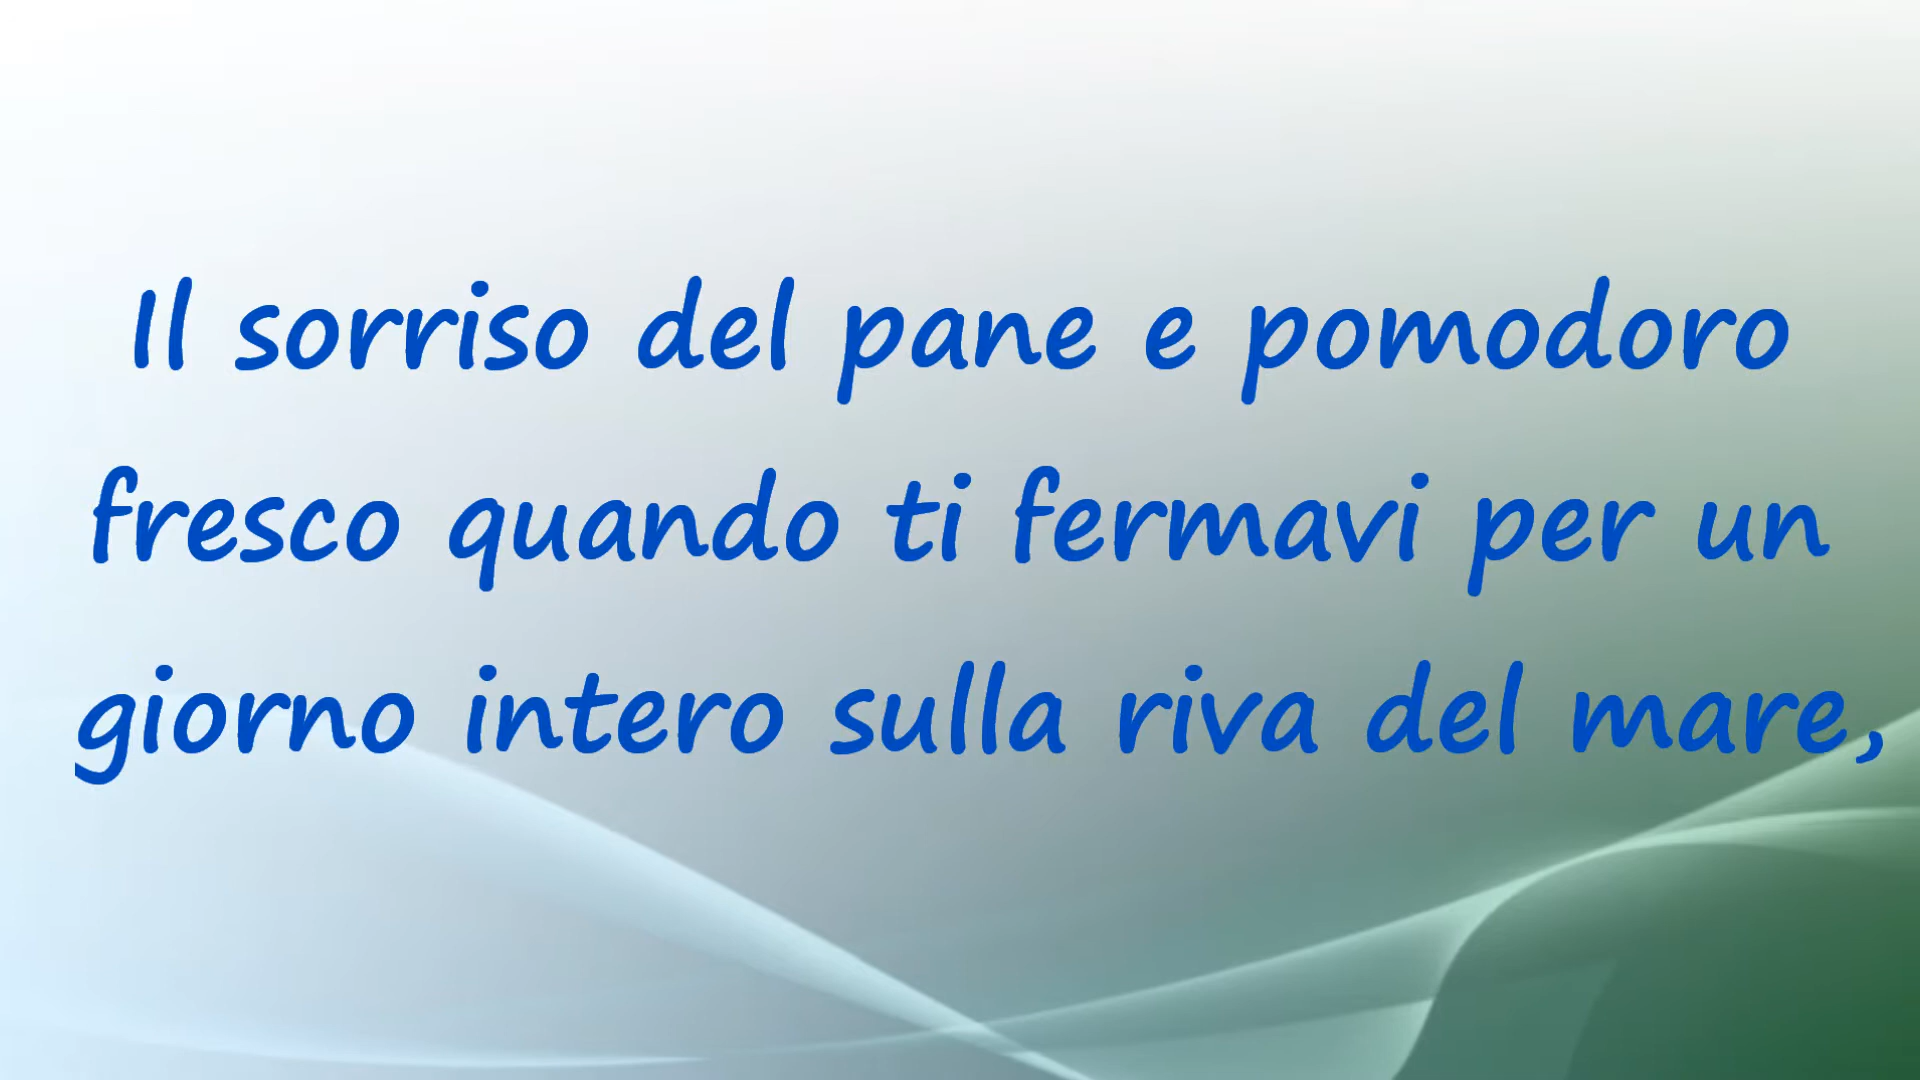 Il sorriso del pane e pomodoro
fresco quando ti fermavi per un
giorno intero sulla riva del mare,